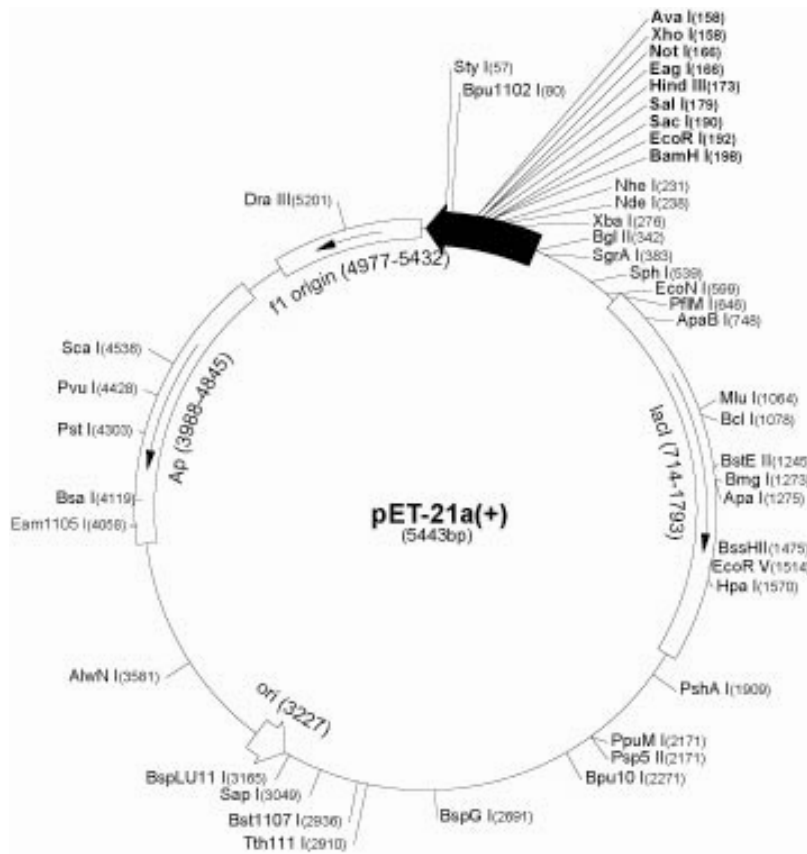 Ava I(158)
Xho I(158)
Not I(166)
Eag I(166)
Hind III(173)
Sal I(179)
Sac I(190)
EcoR I(192)
BamH I(198)
Sty I(57)
Bpu1102 I(80)
Nhe I(231)
Nde I(238)
Xba I(276)
Bgl II(342)
SgrA I(383)
Sph I(539)
EcoN I(599)
PflM I(646)
ApaB I(748)
Dra III(5201)
f1 origin (4977-5432)
Sca I(4538)
Pvu I(4428)
Pst I(4303)
Bsa I(4119)
Eam1105 I(4058)
Ap (3988-4845)
lacI (714-1793)
Mlu I(1064)
Bcl I(1078)
BstE II(1245
Bmg I(1273)
Apa I(1275)
BssHII(1475)
EcoR V(1514)
Hpa I(1570)
pET-21a(+)
(5443bp)
AlwN I(3581)
ori (3227)
PshA I(1909)
PpuM I(2171)
Psp5 II(2171)
Bpu10 I(2271)
BspLU11 I(3165)
Sap I(3049)
Bst1107 I(2936)
Tth111 I(2910)
BspG I(2691)